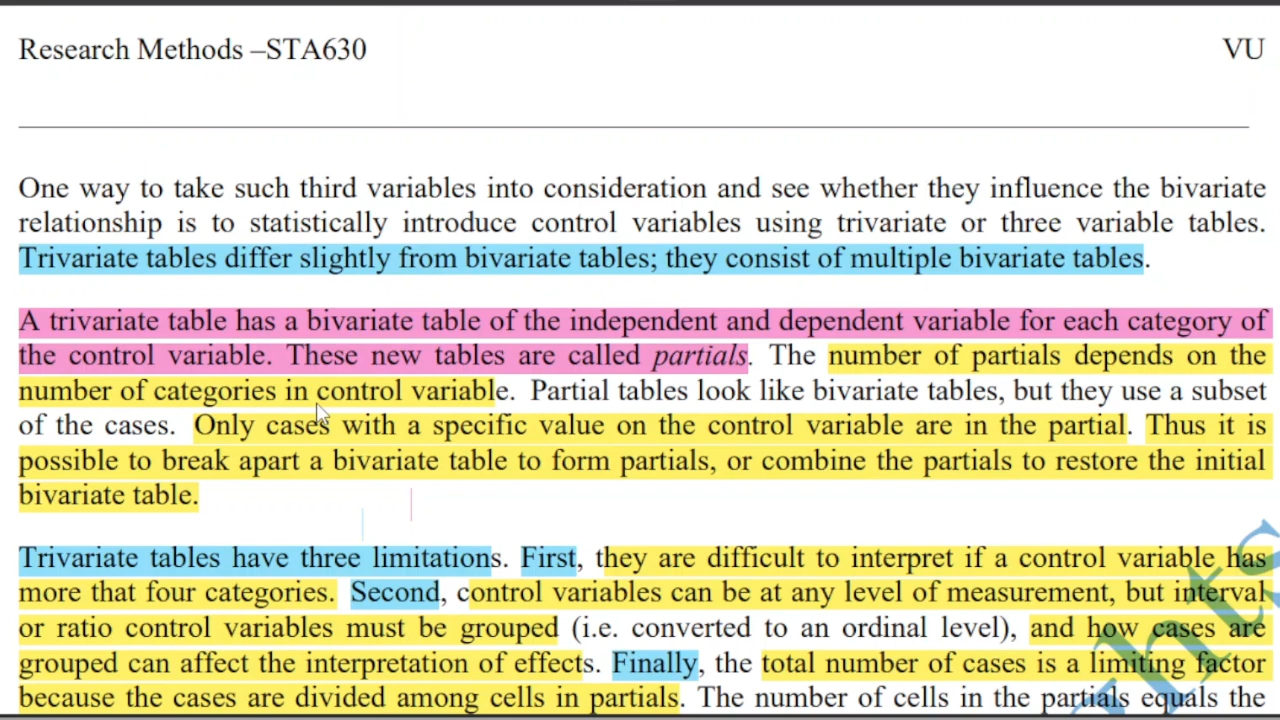 Research Methods –STA630 VU
One way to take such third variables into consideration and see whether they influence the bivariate
relationship is to statistically introduce control variables using trivariate or three variable tables.
Trivariate tables differ slightly from bivariate tables; they consist of multiple bivariate tables.
A trivariate table has a bivariate table of the independent and dependent variable for each category of
the control variable. These new tables are called partials. The number of partials depends on the
number of categories in control variable. Partial tables look like bivariate tables, but they use a subset
of the cases. Only cases with a specific value on the control variable are in the partial. Thus it is
possible to break apart a bivariate table to form partials, or combine the partials to restore the initial
bivariate table.
Trivariate tables have three limitations. First, they are difficult to interpret if a control variable has
more that four categories. Second, control variables can be at any level of measurement, but interval
or ratio control variables must be grouped (i.e. converted to an ordinal level), and how cases are
grouped can affect the interpretation of effects. Finally, the total number of cases is a limiting factor
because the cases are divided among cells in partials. The number of cells in the partials equals the